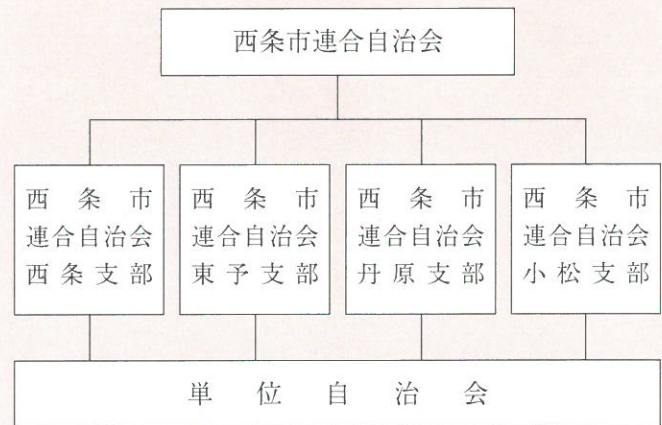 西条市連合自治会
西条市
連合自治会
西条支部
西条市
連合自治会
東予支部
西条市
連合自治会
丹原支部
西条市
連合自治会
小松支部
単位自治会